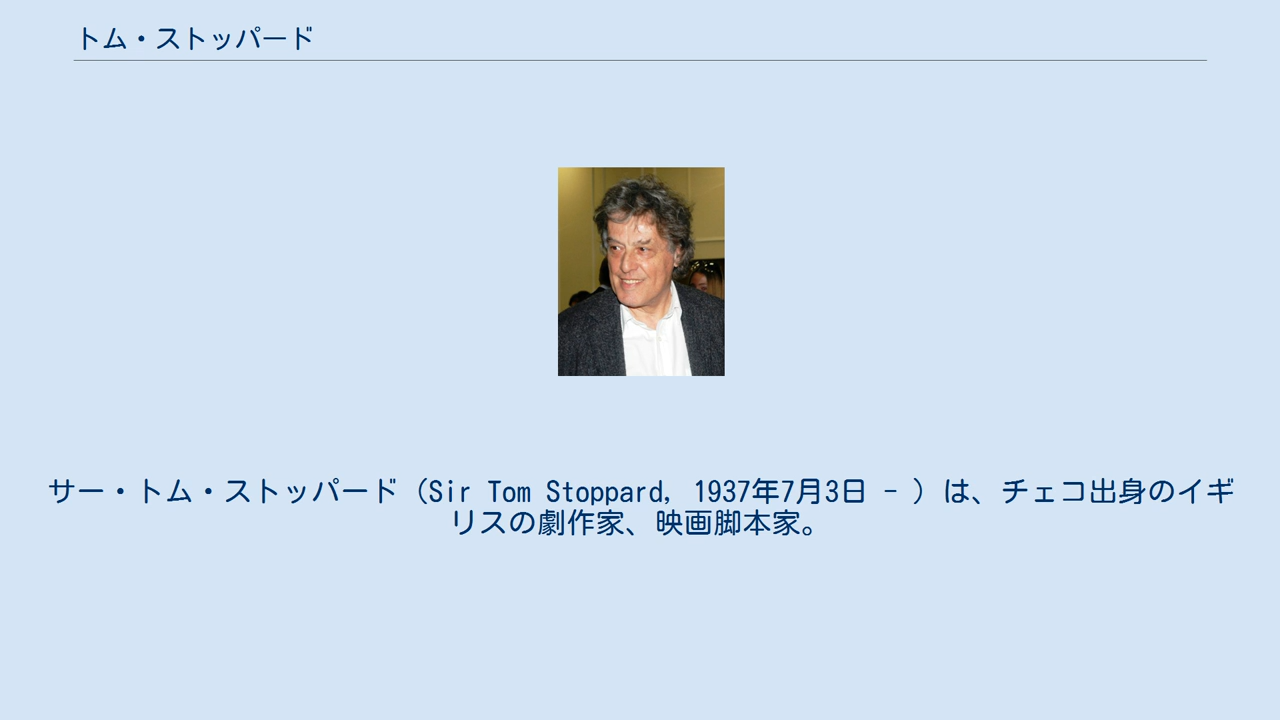 トム・ストッパード
サー・トム・ストッパード（Sir Tom Stoppard, 1937年7月3日 - ）は、チェコ出身のイギ
リスの劇作家、映画脚本家。